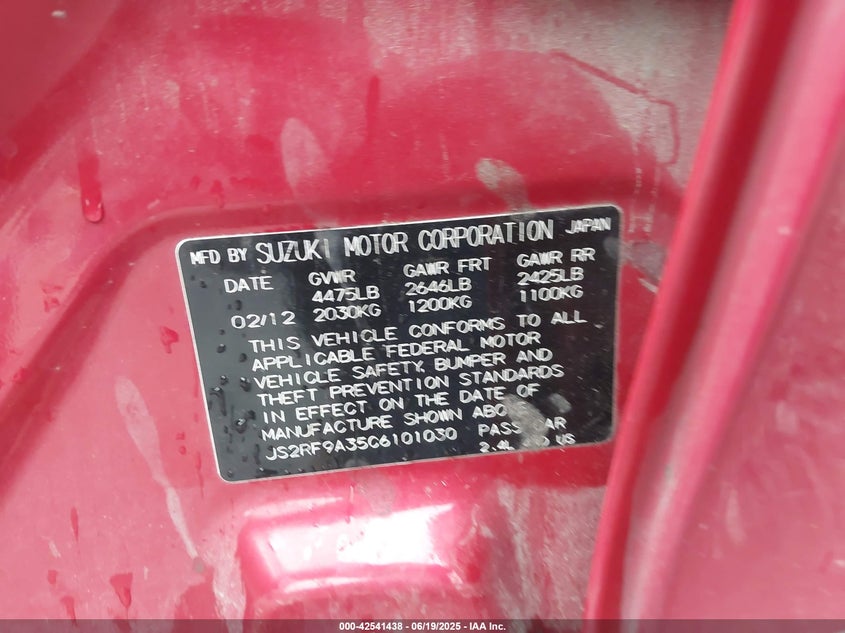 MFD BY SUZUKI MOTOR CORPORATION JAPAN
DATE GVWR GAWR FRT GAWR RR
4475LB 2646LB 2425LB
02/12 2030KG 1200KG 1100KG
THIS VEHICLE CONFORMS TO ALL
APPLICABLE FEDERAL MOTOR
VEHICLE SAFETY, BUMPER AND
THEFT PREVENTION STANDARDS
IN EFFECT ON THE DATE OF
MANUFACTURE SHOWN
JS2RF9A35C6101030 PASS
2.4L US
000-42541438 - 06/19/2025 - IAA Inc.